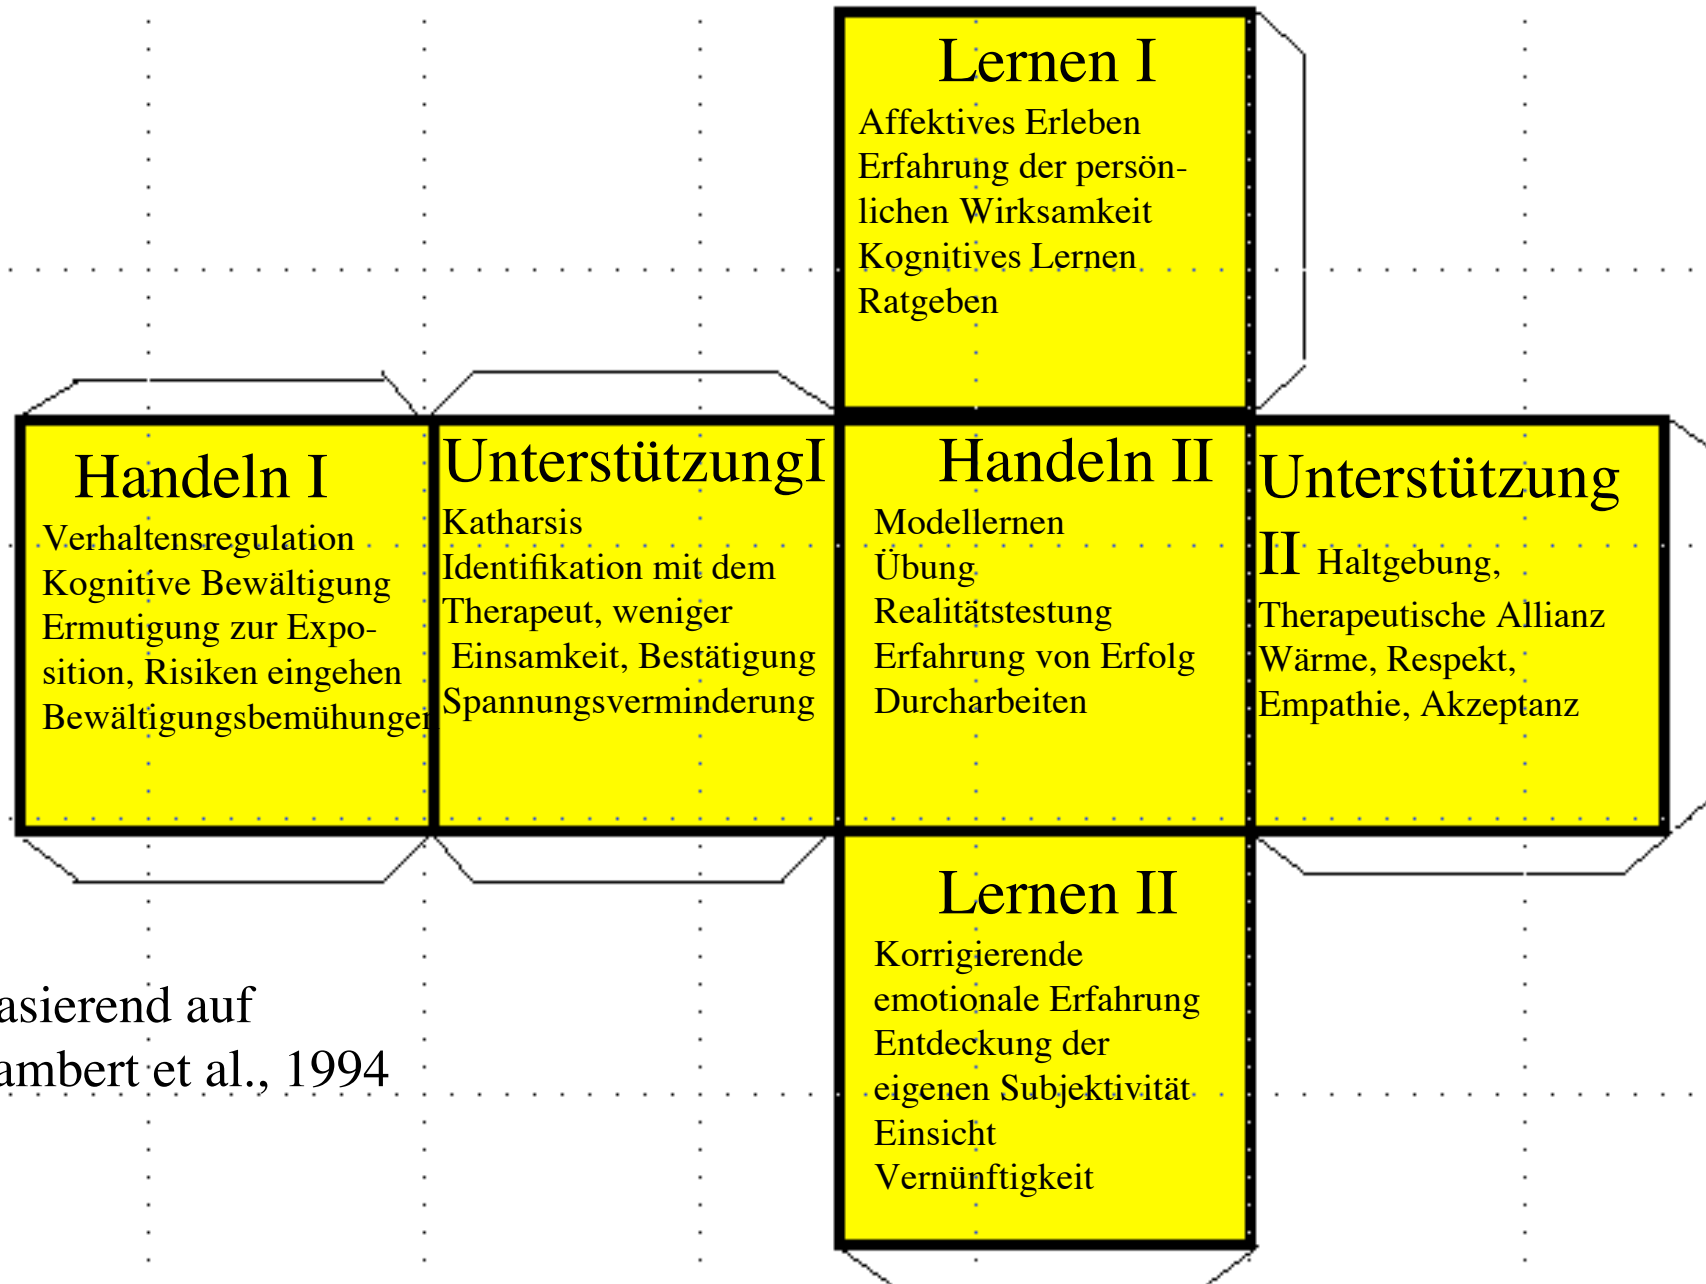 Lernen I
Affektives Erleben
Erfahrung der persön-
lichen Wirksamkeit
Kognitives Lernen
Ratgeben
Handeln I
Verhaltensregulation
Kognitive Bewältigung
Ermutigung zur Expo-
sition, Risiken eingehen
Bewältigungsbemühungen
UnterstützungI
Katharsis
Identifikation mit dem
Therapeut, weniger
Einsamkeit, Bestätigung
Spannungsverminderung
Handeln II
Modellernen
Übung
Realitätstestung
Erfahrung von Erfolg
Durcharbeiten
Unterstützung
II Haltgebung,
Therapeutische Allianz
Wärme, Respekt,
Empathie, Akzeptanz
Lernen II
Korrigierende
emotionale Erfahrung
Entdeckung der
eigenen Subjektivität
Einsicht
Vernünftigkeit
asierend auf
ambert et al., 1994